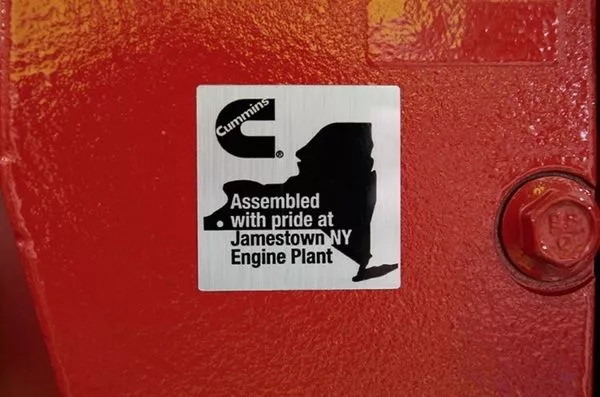 Cummins
Assembled
with pride at
Jamestown NY
Engine Plant